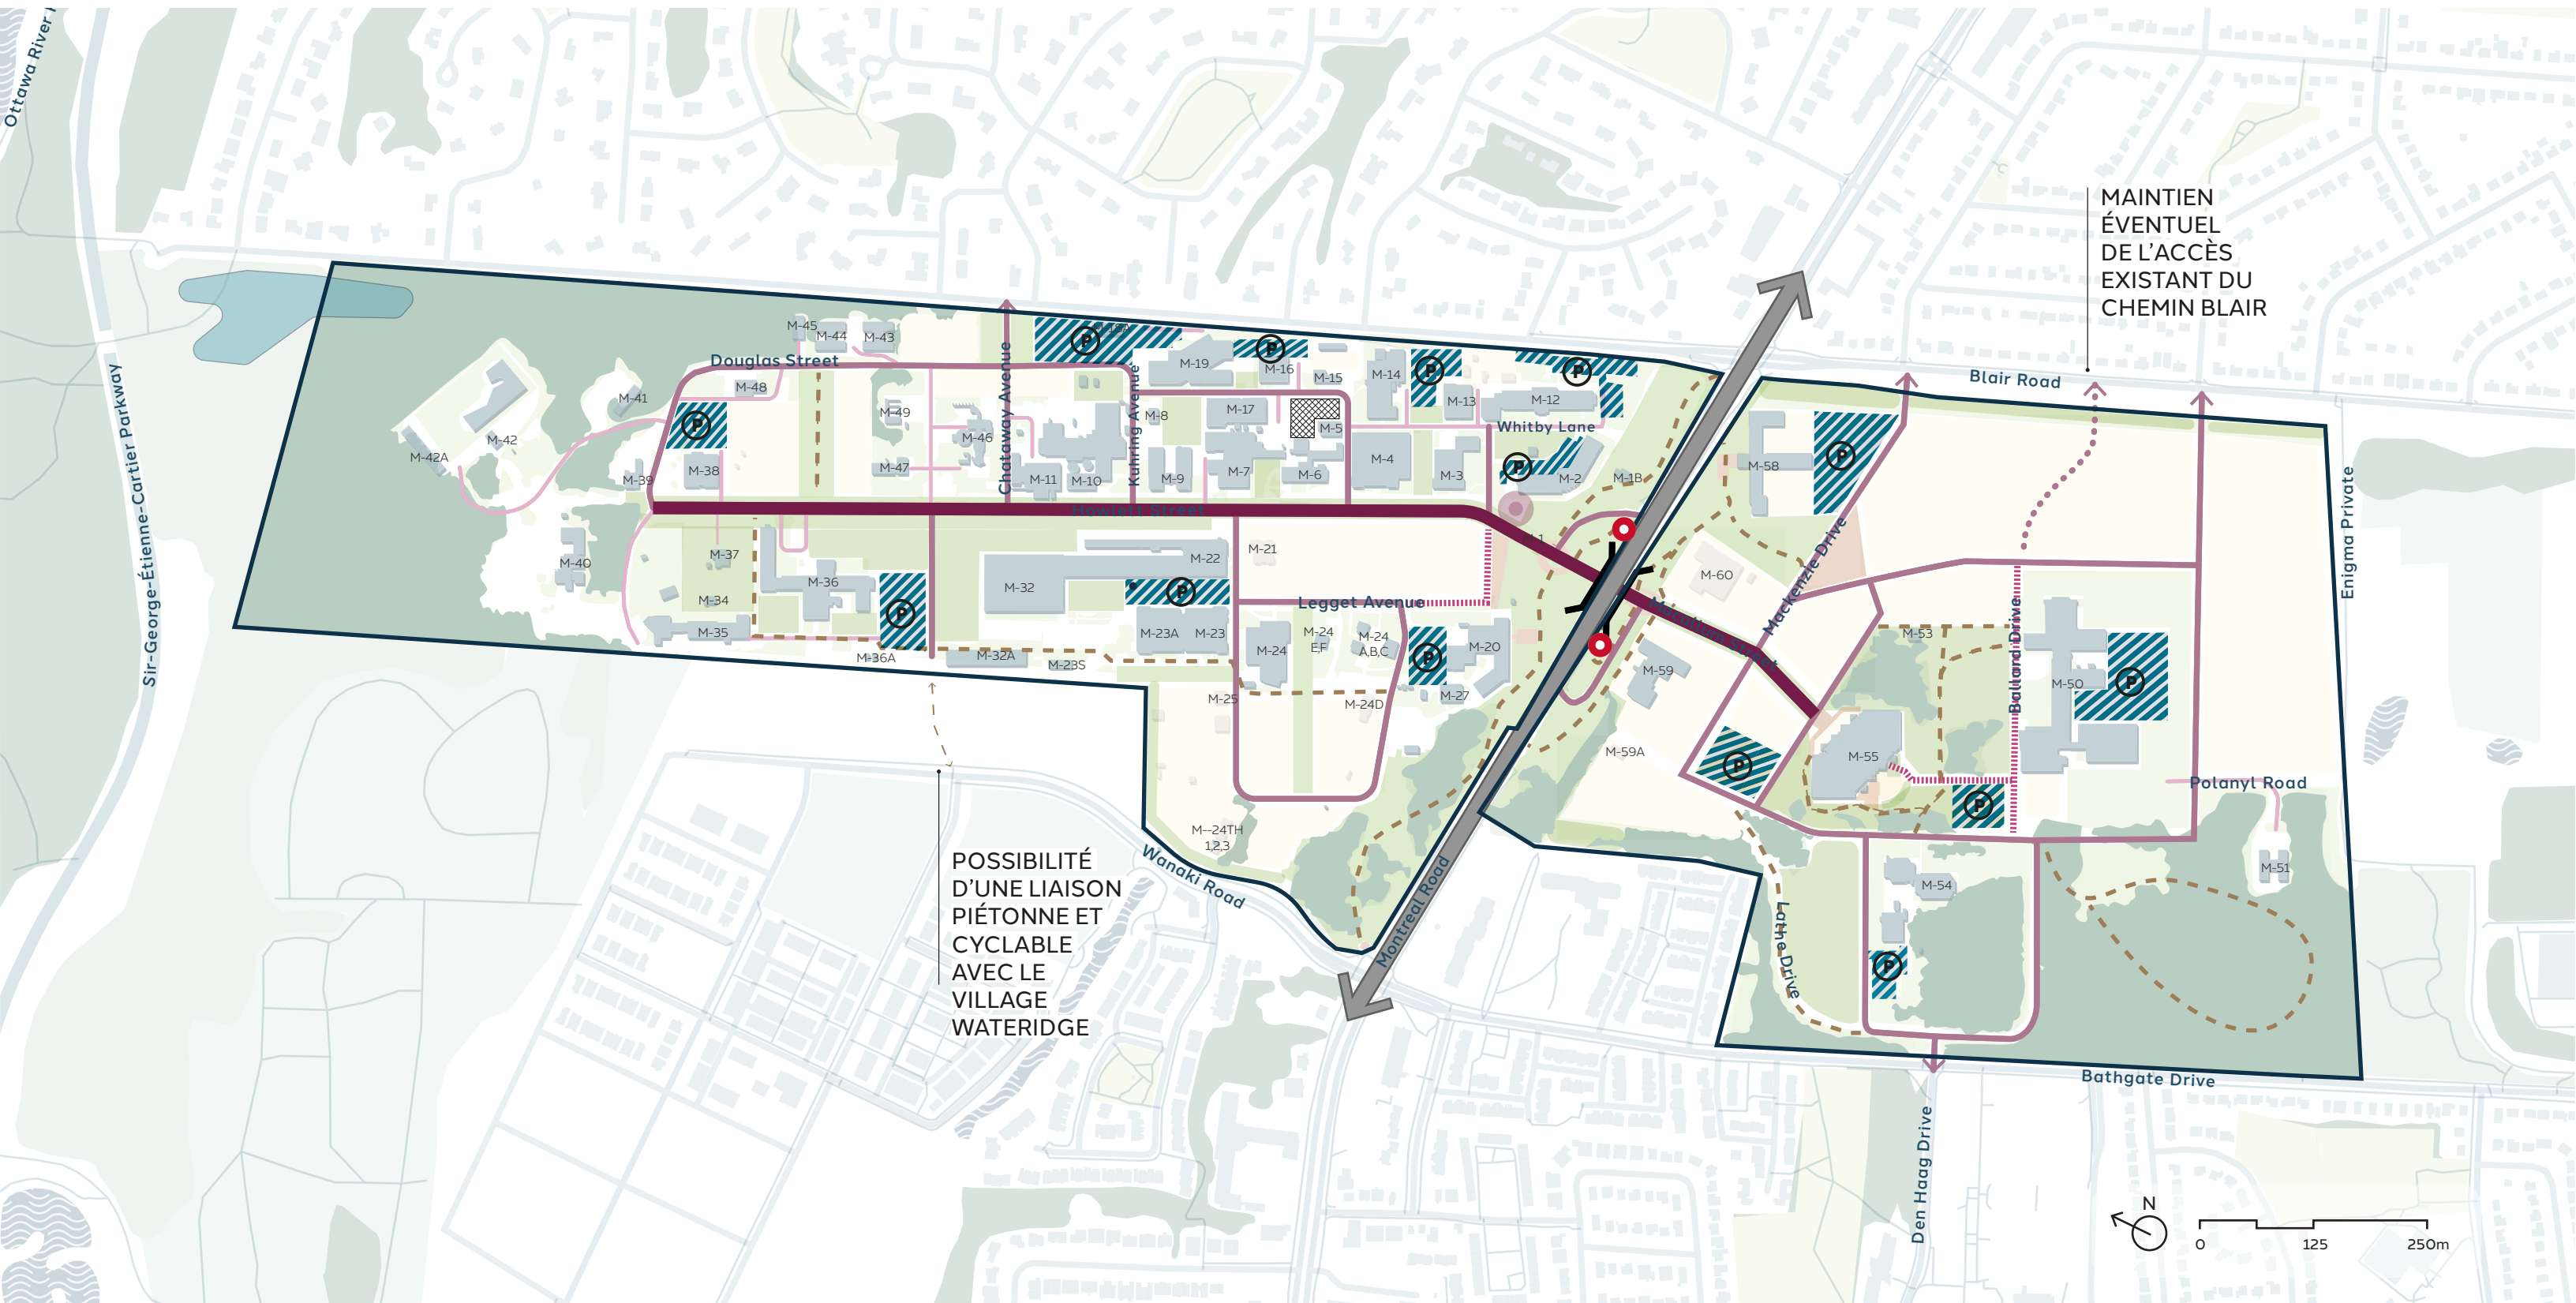 Ottawa River
Sir-George-Étienne-Cartier Parkway
MAINTIEN
ÉVENTUEL
DE L'ACCÈS
EXISTANT DU
CHEMIN BLAIR
Blair Road
Enigma Private
Douglas Street
Chataway Avenue
Kuhring Avenue
Howlett Street
Whitby Lane
Legget Avenue
Mackenzie Drive
Ballard Drive
Polanyl Road
Lathe Drive
Montreal Road
Wanaki Road
Bathgate Drive
Den Haag Drive
M-45
M-44
M-43
M-48
M-41
M-42
M-42A
M-39
M-38
M-49
M-46
M-47
M-11
M-10
M-8
M-9
M-19
M-16
M-15
M-17
M-5
M-7
M-6
M-14
M-13
M-12
M-4
M-3
M-2
M-1B
M-58
M-60
M-40
M-37
M-34
M-35
M-36
M-36A
M-32
M-22
M-21
M-23A
M-23
M-32A
M-23S
M-24
M-24
E,F
M-24
A,B,C
M-20
M-27
M-25
M-24D
M--24TH
1,2,3
M-59
M-59A
M-53
M-50
M-55
M-54
M-51
P
P
P
P
P
P
P
P
P
P
P
P
P
P
POSSIBILITÉ
D'UNE LIAISON
PIÉTONNE ET
CYCLABLE
AVEC LE
VILLAGE
WATERIDGE
N
0
125
250m